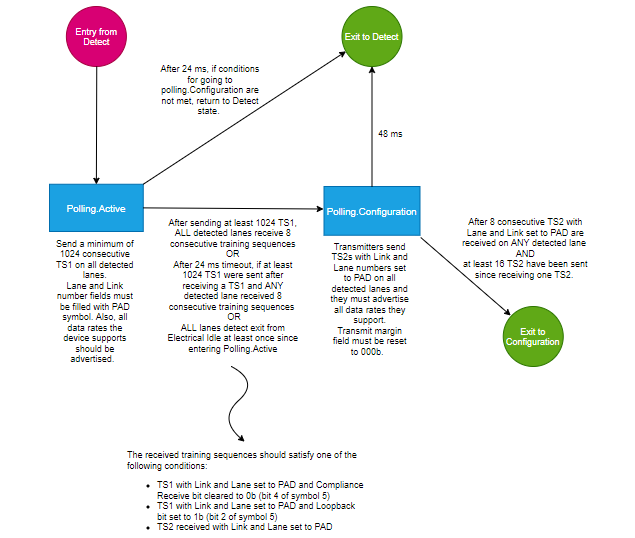 Entry from
Detect
Exit to Detect
After 24 ms, if conditions
for going to
polling.Configuration are
not met, return to Detect
state.
48 ms
Polling.Active
Polling.Configuration
Send a minimum of
1024 consecutive
TS1 on all detected
lanes.
Lane and Link
number fields must
be filled with PAD
symbol. Also, all
data rates the
device supports
should be
advertised.
After sending at least 1024 TS1,
ALL detected lanes receive 8
consecutive training sequences
OR
After 24 ms timeout, if at least
1024 TS1 were sent after
receiving a TS1 and ANY
detected lane received 8
consecutive training sequences
OR
ALL lanes detect exit from
Electrical Idle at least once since
entering Polling.Active
Transmitters send
TS2s with Link and
Lane numbers set
to PAD on all
detected lanes and
they must advertise
all data rates they
support.
Transmit margin
field must be reset
to 000b.
After 8 consecutive TS2 with
Lane and Link set to PAD are
received on ANY detected lane
AND
at least 16 TS2 have been sent
since receiving one TS2.
Exit to
Configuration
The received training sequences should satisfy one of the
following conditions:
• TS1 with Link and Lane set to PAD and Compliance
Receive bit cleared to 0b (bit 4 of symbol 5)
• TS1 with Link and Lane set to PAD and Loopback
bit set to 1b (bit 2 of symbol 5)
• TS2 received with Link and Lane set to PAD